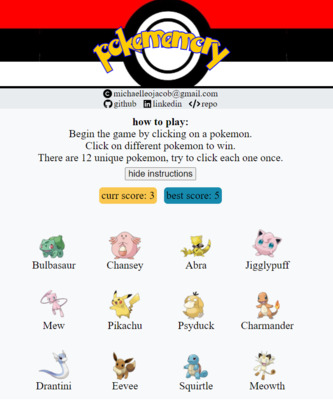 pokememory
michaelleojacob@gmail.com
github linkedin </> repo
how to play:
Begin the game by clicking on a pokemon.
Click on different pokemon to win.
There are 12 unique pokemon, try to click each one once.
hide instructions
curr score: 3 best score: 5
Bulbasaur Chansey Abra Jigglypuff
Mew Pikachu Psyduck Charmander
Drantini Eevee Squirtle Meowth